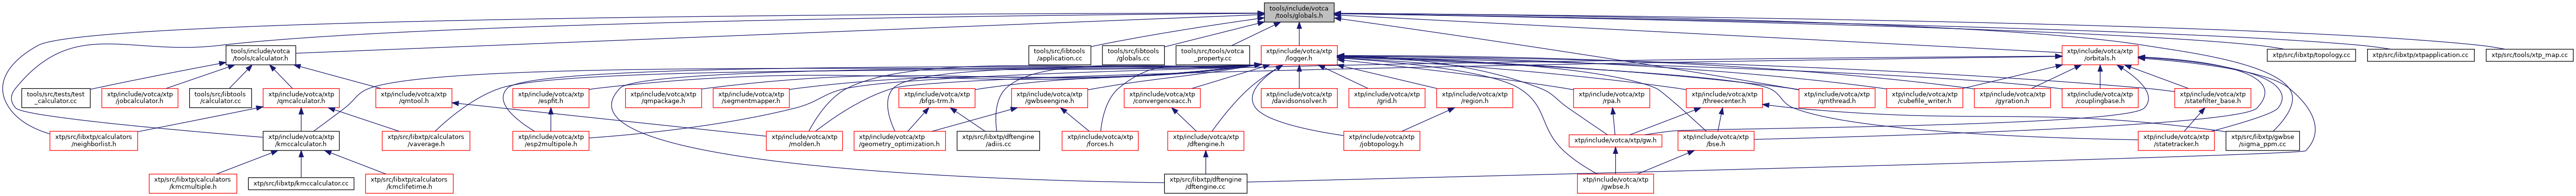 tools/include/votca
/tools/globals.h
tools/include/votca
/tools/calculator.h
tools/src/libtools
/application.cc
tools/src/libtools
/globals.cc
tools/src/tools/votca
_property.cc
xtp/include/votca/xtp
/logger.h
xtp/include/votca/xtp
/orbitals.h
xtp/src/libxtp/topology.cc
xtp/src/libxtp/xtpapplication.cc
xtp/src/tools/xtp_map.cc
tools/src/tests/test
_calculator.cc
xtp/include/votca/xtp
/jobcalculator.h
tools/src/libtools
/calculator.cc
xtp/include/votca/xtp
/qmcalculator.h
xtp/include/votca/xtp
/qmtool.h
xtp/include/votca/xtp
/espfit.h
xtp/include/votca/xtp
/qmpackage.h
xtp/include/votca/xtp
/segmentmapper.h
xtp/include/votca/xtp
/bfgs-trm.h
xtp/include/votca/xtp
/gwbseengine.h
xtp/include/votca/xtp
/convergenceacc.h
xtp/include/votca/xtp
/davidsonsolver.h
xtp/include/votca/xtp
/grid.h
xtp/include/votca/xtp
/region.h
xtp/include/votca/xtp
/rpa.h
xtp/include/votca/xtp
/threecenter.h
xtp/include/votca/xtp
/qmthread.h
xtp/include/votca/xtp
/cubefile_writer.h
xtp/include/votca/xtp
/gyration.h
xtp/include/votca/xtp
/couplingbase.h
xtp/include/votca/xtp
/statefilter_base.h
xtp/src/libxtp/calculators
/neighborlist.h
xtp/include/votca/xtp
/kmccalculator.h
xtp/src/libxtp/calculators
/vaverage.h
xtp/include/votca/xtp
/esp2multipole.h
xtp/include/votca/xtp
/molden.h
xtp/include/votca/xtp
/geometry_optimization.h
xtp/src/libxtp/dftengine
/adiis.cc
xtp/include/votca/xtp
/forces.h
xtp/include/votca/xtp
/dftengine.h
xtp/include/votca/xtp
/jobtopology.h
xtp/include/votca/xtp/gw.h
xtp/include/votca/xtp
/bse.h
xtp/include/votca/xtp
/statetracker.h
xtp/src/libxtp/gwbse
/sigma_ppm.cc
xtp/src/libxtp/calculators
/kmcmultiple.h
xtp/src/libxtp/kmccalculator.cc
xtp/src/libxtp/calculators
/kmclifetime.h
xtp/src/libxtp/dftengine
/dftengine.cc
xtp/include/votca/xtp
/gwbse.h